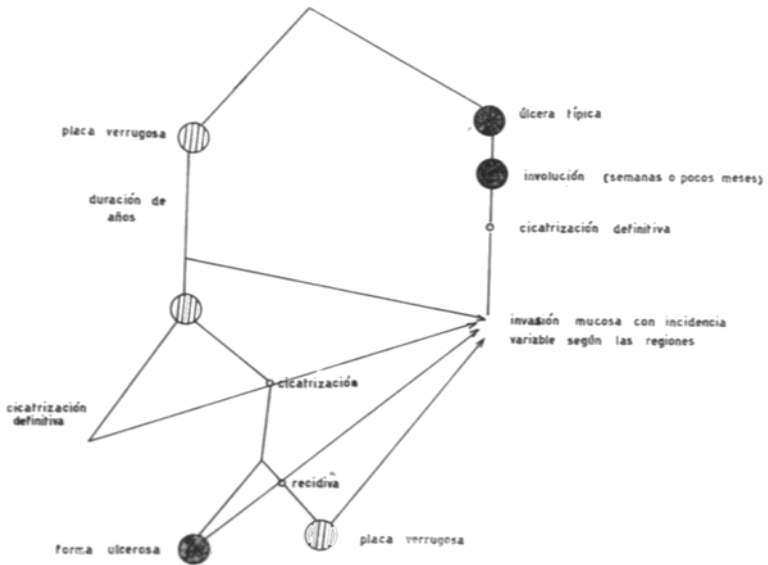 úlcera típica
placa verrugosa
involución (semanas o pocos meses)
duración de
años
cicatrización definitiva
invasión mucosa con incidencia
variable según las regiones
cicatrización
cicatrización
definitiva
recidiva
placa verrugosa
forma ulcerosa